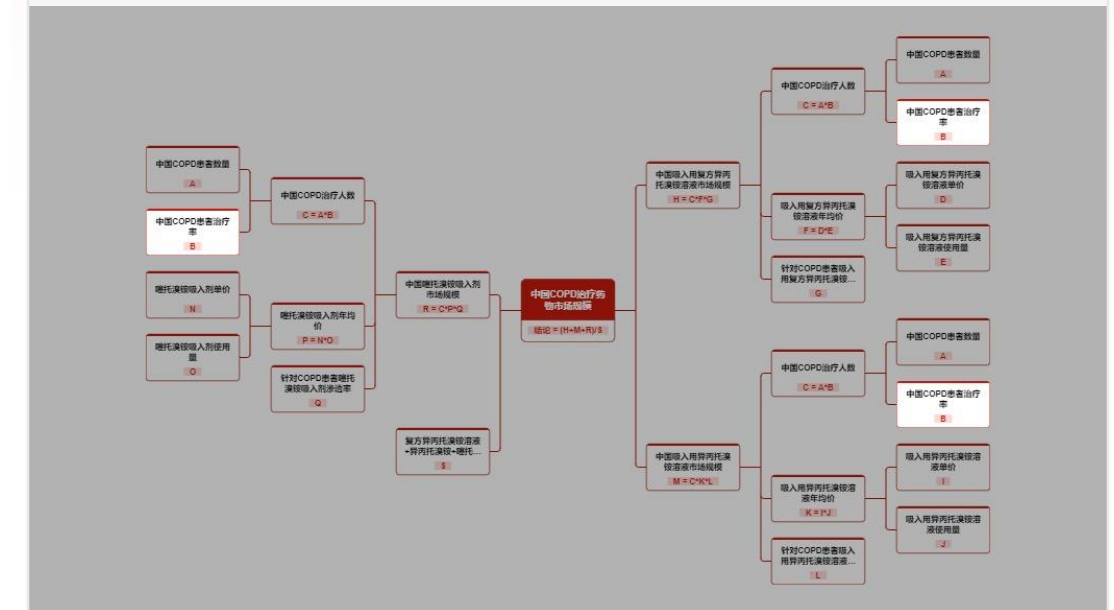 中国COPD患者数量
A
中国COPD患者治疗
率
B
中国COPD治疗人数
C = A*B
噻托溴铵吸入剂单价
N
噻托溴铵吸入剂使用
量
O
噻托溴铵吸入剂年均
价
P = N*O
针对COPD患者噻托
溴铵吸入剂渗透率
Q
中国噻托溴铵吸入剂
市场规模
R = C*P*Q
复方异丙托溴铵溶液
+异丙托溴铵+噻托...
S
中国COPD治疗药
物市场规模
结论 = (H+M+R)/S
中国吸入用复方异丙
托溴铵溶液市场规模
H = C*F*G
中国COPD治疗人数
C = A*B
中国COPD患者数量
A
中国COPD患者治疗
率
B
吸入用复方异丙托溴
铵溶液年均价
F = D*E
吸入用复方异丙托溴
铵溶液单价
D
吸入用复方异丙托溴
铵溶液使用量
E
针对COPD患者吸入
用复方异丙托溴铵...
G
中国吸入用异丙托溴
铵溶液市场规模
M = C*K*L
中国COPD治疗人数
C = A*B
中国COPD患者数量
A
中国COPD患者治疗
率
B
吸入用异丙托溴铵溶
液年均价
K = I*J
吸入用异丙托溴铵溶
液单价
I
吸入用异丙托溴铵溶
液使用量
J
针对COPD患者吸入
用异丙托溴铵溶液...
L